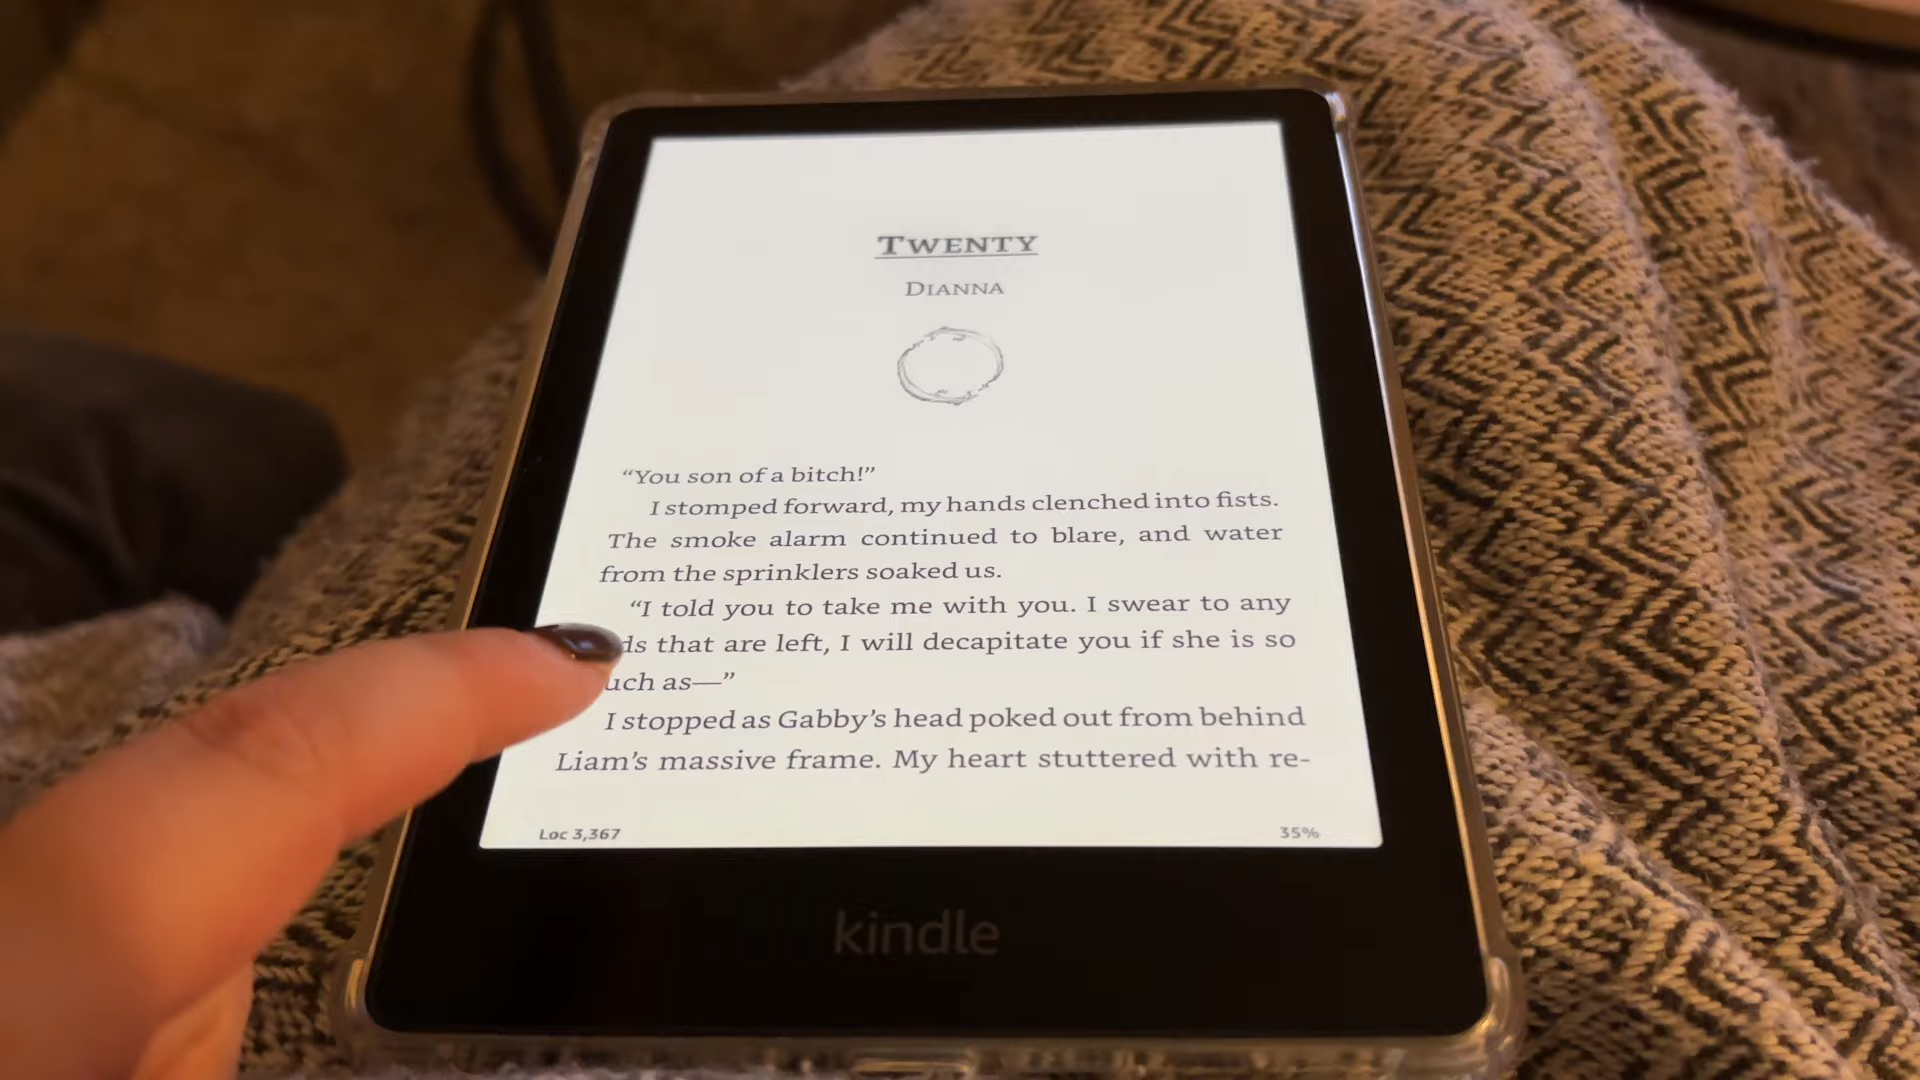 TWENTY
DIANNA
“You son of a bitch!”
I stomped forward, my hands clenched into fists.
The smoke alarm continued to blare, and water
from the sprinklers soaked us.
“I told you to take me with you. I swear to any
that are left, I will decapitate you if she is so
as—”
I stopped as Gabby’s head poked out from behind
Liam’s massive frame. My heart stuttered with re-
Loc 3,367
35%
kindle